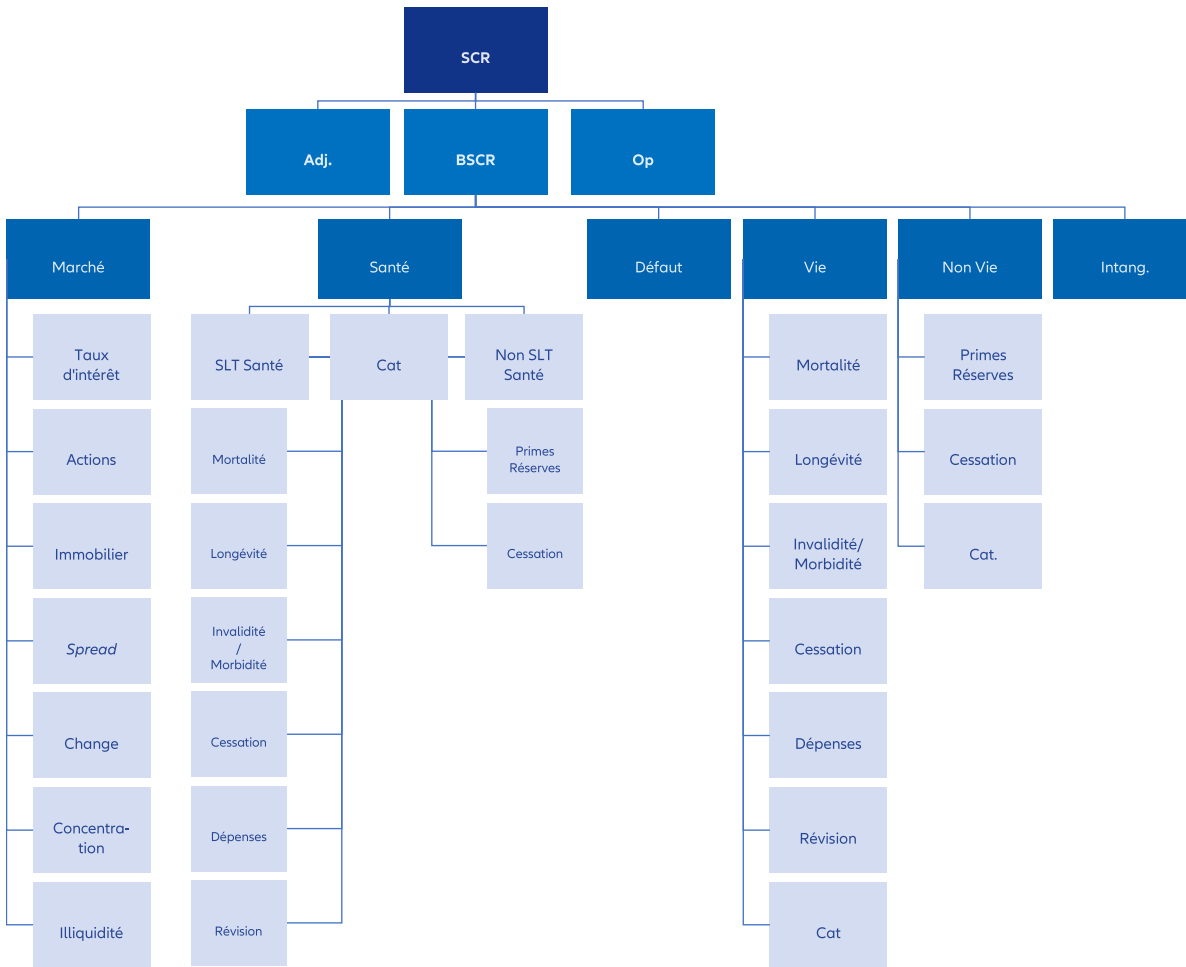 SCR
Adj.
BSCR
Op
Marché
Santé
Défaut
Vie
Non Vie
Intang.
Taux
d'intérêt
SLT Santé
Cat
Non SLT
Santé
Mortalité
Primes
Réserves
Actions
Mortalité
Primes
Réserves
Longévité
Cessation
Immobilier
Longévité
Cessation
Invalidité/
Morbidité
Cat.
Spread
Invalidité
/
Morbidité
Cessation
Change
Cessation
Dépenses
Concentra-
tion
Dépenses
Révision
Illiquidité
Révision
Cat